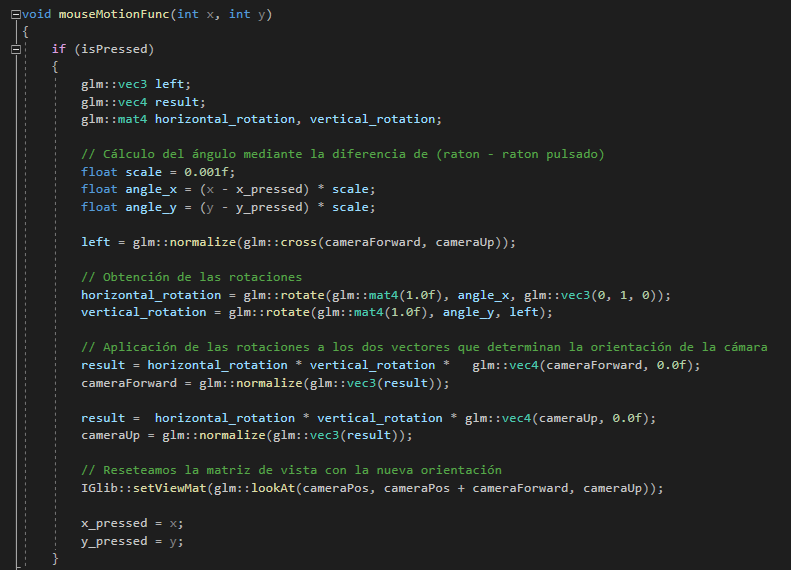 void mouseMotionFunc(int x, int y)
{
if (isPressed)
{
glm::vec3 left;
glm::vec4 result;
glm::mat4 horizontal_rotation, vertical_rotation;
// Cálculo del ángulo mediante la diferencia de (raton - raton pulsado)
float scale = 0.001f;
float angle_x = (x - x_pressed) * scale;
float angle_y = (y - y_pressed) * scale;
left = glm::normalize(glm::cross(cameraForward, cameraUp));
// Obtención de las rotaciones
horizontal_rotation = glm::rotate(glm::mat4(1.0f), angle_x, glm::vec3(0, 1, 0));
vertical_rotation = glm::rotate(glm::mat4(1.0f), angle_y, left);
// Aplicación de las rotaciones a los dos vectores que determinan la orientación de la cámara
result = horizontal_rotation * vertical_rotation *   glm::vec4(cameraForward, 0.0f);
cameraForward = glm::normalize(glm::vec3(result));
result =  horizontal_rotation * vertical_rotation * glm::vec4(cameraUp, 0.0f);
cameraUp = glm::normalize(glm::vec3(result));
// Reseteamos la matriz de vista con la nueva orientación
IGlib::setViewMat(glm::lookAt(cameraPos, cameraPos + cameraForward, cameraUp));
x_pressed = x;
y_pressed = y;
}